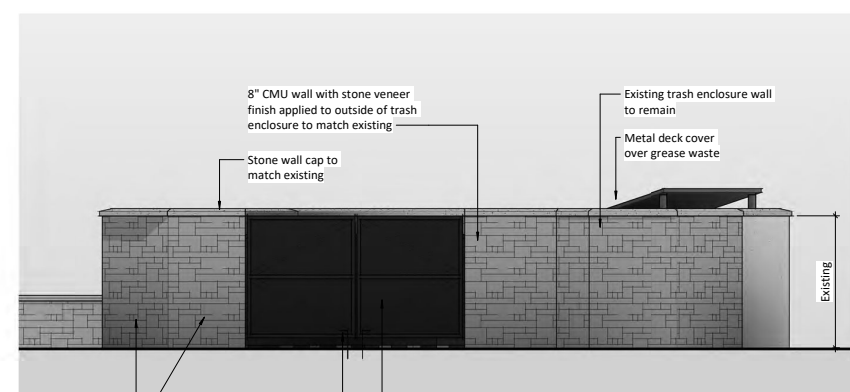 8" CMU wall with stone veneer
finish applied to outside of trash
enclosure to match existing
Existing trash enclosure wall
to remain
Metal deck cover
over grease waste
Stone wall cap to
match existing
Existing